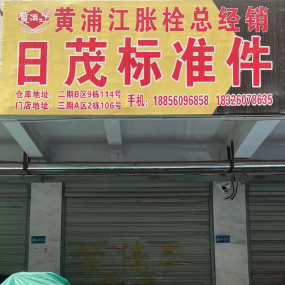 黄浦江胀栓总经销
日茂标准件
仓库地址: 二期B区9栋114号
门店地址: 三期A区2栋106号
手机: 18856096858 18326078635